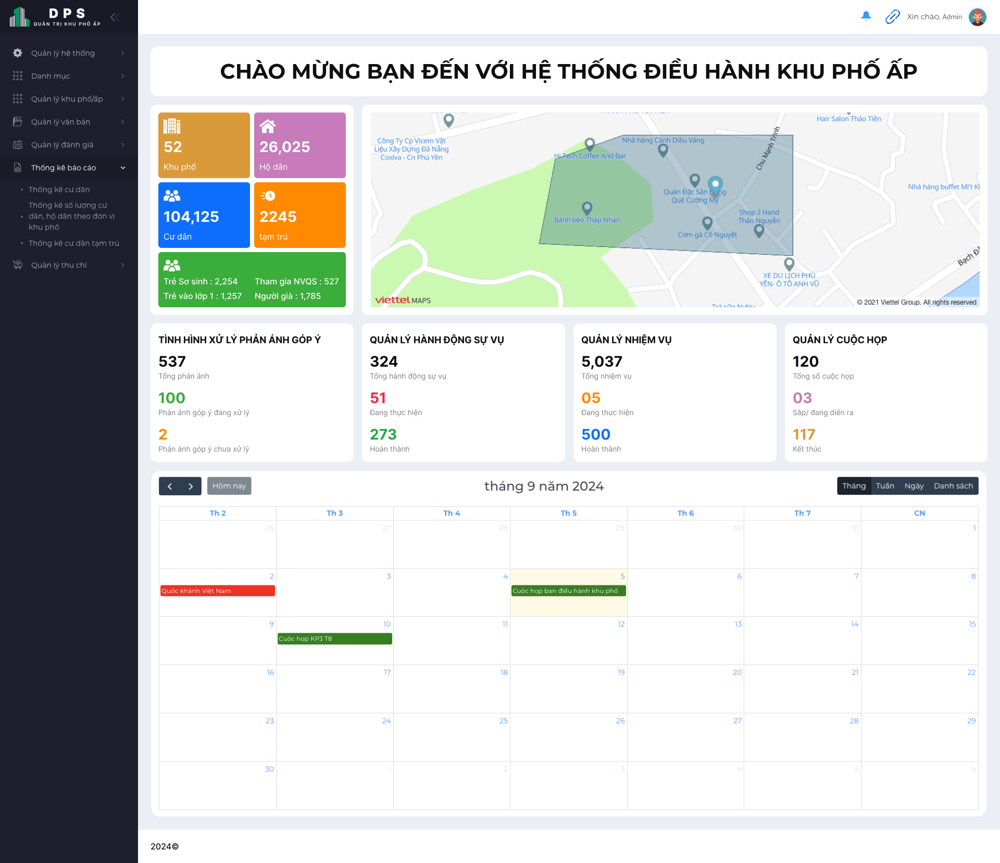 DPS
QUẢN TRỊ KHU PHỐ ẤP
Xin chào, Admin
Quản lý hệ thống
Danh mục
Quản lý khu phố/ấp
Quản lý văn bản
Quản lý đánh giá
Thống kê báo cáo
Thống kê cư dân
Thống kê số lượng cư
dân, hộ dân theo đơn vị
khu phố
Thống kê cư dân tạm trú
Quản lý thu chi
CHÀO MỪNG BẠN ĐẾN VỚI HỆ THỐNG ĐIỀU HÀNH KHU PHỐ ẤP
52
Khu phố
26,025
Hộ dân
104,125
Cư dân
2245
tạm trú
Trẻ Sơ sinh : 2,254
Tham gia NVQS : 527
Trẻ vào lớp 1 : 1,257
Người già : 1,785
Hair Salon Thảo Tiên
Công Ty Cp Vicem Vật
Liệu Xây Dựng Đà Nẵng
Coxiva - Cn Phú Yên
Nhà hàng Cánh Diều Vàng
Hi Tech Coffee And Bar
Chu Mạnh Trinh
Nhà hàng buffet Mi't Ki
Quán Đặc Sản Đồng
Quê Cường Mỹ
Bánh bèo Tháp Nhạn
Shop 2 Hand
Thảo Nguyễn
Cơm gà Cô Nguyệt
Bạch Đằ
XE DU LỊCH PHÚ
YÊN- Ô TÔ ANH VŨ
Trà sữa NyNy
viettel MAPS
© 2021 Viettel Group. All rights reserved
TÌNH HÌNH XỬ LÝ PHẢN ÁNH GÓP Ý
537
Tổng phản ánh
100
Phản ánh góp ý đang xử lý
2
Phản ánh góp ý chưa xử lý
QUẢN LÝ HÀNH ĐỘNG SỰ VỤ
324
Tổng hành động sự vụ
51
Đang thực hiện
273
Hoàn thành
QUẢN LÝ NHIỆM VỤ
5,037
Tổng nhiệm vụ
05
Đang thực hiện
500
Hoàn thành
QUẢN LÝ CUỘC HỌP
120
Tổng số cuộc họp
03
Sắp/ đang diến ra
117
Kết thúc
Hôm nay
tháng 9 năm 2024
Tháng Tuần Ngày Danh sách
Th 2 Th 3 Th 4 Th 5 Th 6 Th 7 CN
26 27 28 29 30 31 1
2 3 4 5 6 7 8
Quốc khánh Việt Nam
Cuộc họp ban điều hành khu phố
9 10 11 12 13 14 15
Cuộc họp KP3 T8
16 17 18 19 20 21 22
23 24 25 26 27 28 29
30 1 2 3 4 5 6
2024©